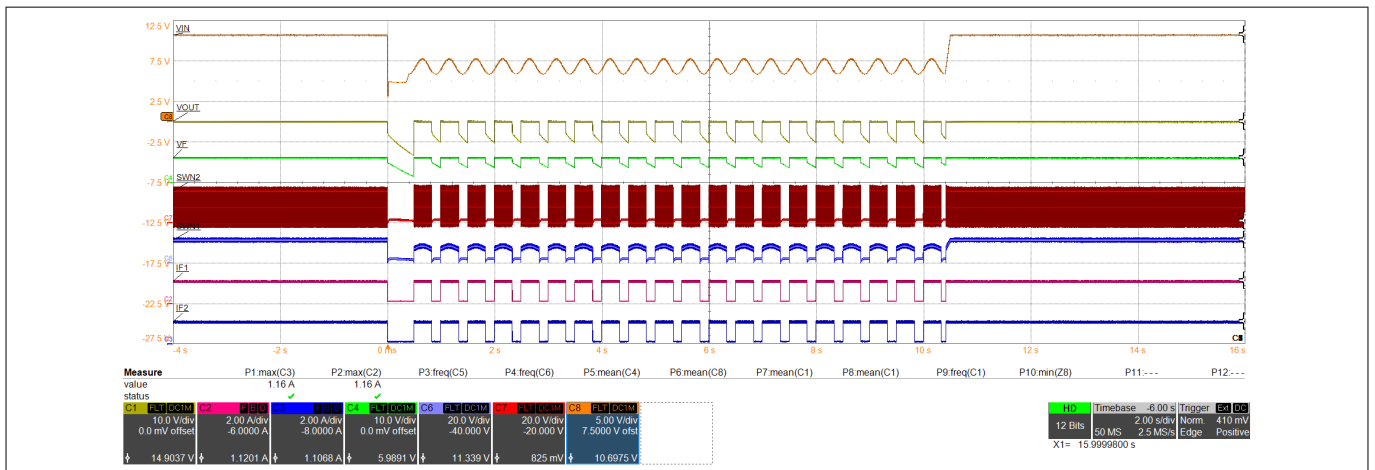 12.5 V
VIN
7.5 V
2.5 V
VOUT
C8
-2.5 V
VF
C4
-7.5 V
SWN2
C7
-12.5 V
SWN1
C6
-17.5 V
IF1
C2
-22.5 V
IF2
-27.5 V
-4 s -2 s 0 ms 2 s 4 s 6 s 8 s 10 s 12 s 14 s 16 s
Measure P1:max(C3) P2:max(C2) P3:freq(C5) P4:freq(C6) P5:mean(C4) P6:mean(C8) P7:mean(C1) P8:mean(C1) P9:freq(C1) P10:min(Z8) P11:- - - P12:- - -
value 1.16 A 1.16 A
status ✔ ✔
C1 FLT DC1M C2 F B D C3 F B D C4 FLT DC1M C6 FLT DC1M C7 FLT DC1M C8 FLT DC1M HD Timebase -6.00 s Trigger Ext DC
10.0 V/div 2.00 A/div 2.00 A/div 10.0 V/div 20.0 V/div 20.0 V/div 5.00 V/div 12 Bits 2.00 s/div Norm. 410 mV
0.0 mV offset -6.0000 A -8.0000 A 0.0 mV offset -40.000 V -20.000 V 7.5000 V ofst 50 MS 2.5 MS/s Edge Positive
X1= 15.9999800 s
14.9037 V 1.1201 A 1.1068 A 5.9891 V 11.339 V 825 mV 10.6975 V